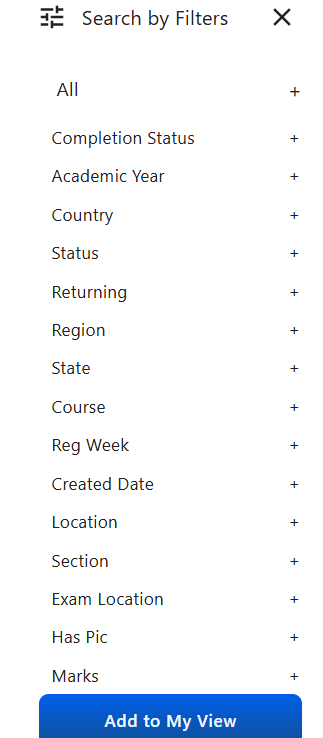 Search by Filters
All +
Completion Status +
Academic Year +
Country +
Status +
Returning +
Region +
State +
Course +
Reg Week +
Created Date +
Location +
Section +
Exam Location +
Has Pic +
Marks +
Add to My View